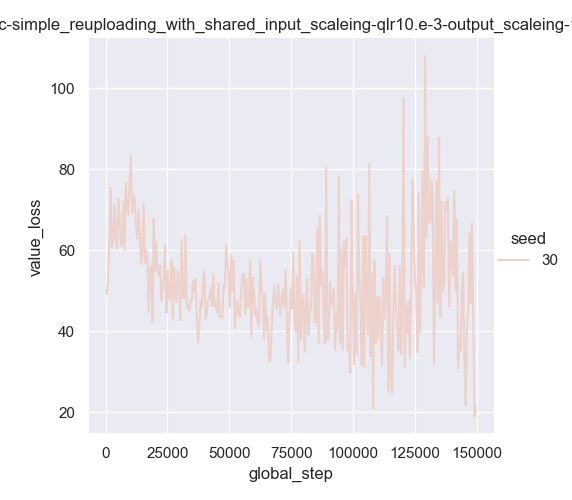 c-simple_reuploading_with_shared_input_scaleing-qlr10.e-3-output_scaleing-
100
80
60
40
20
value_loss
0 25000 50000 75000 100000 125000 150000
global_step
seed
30